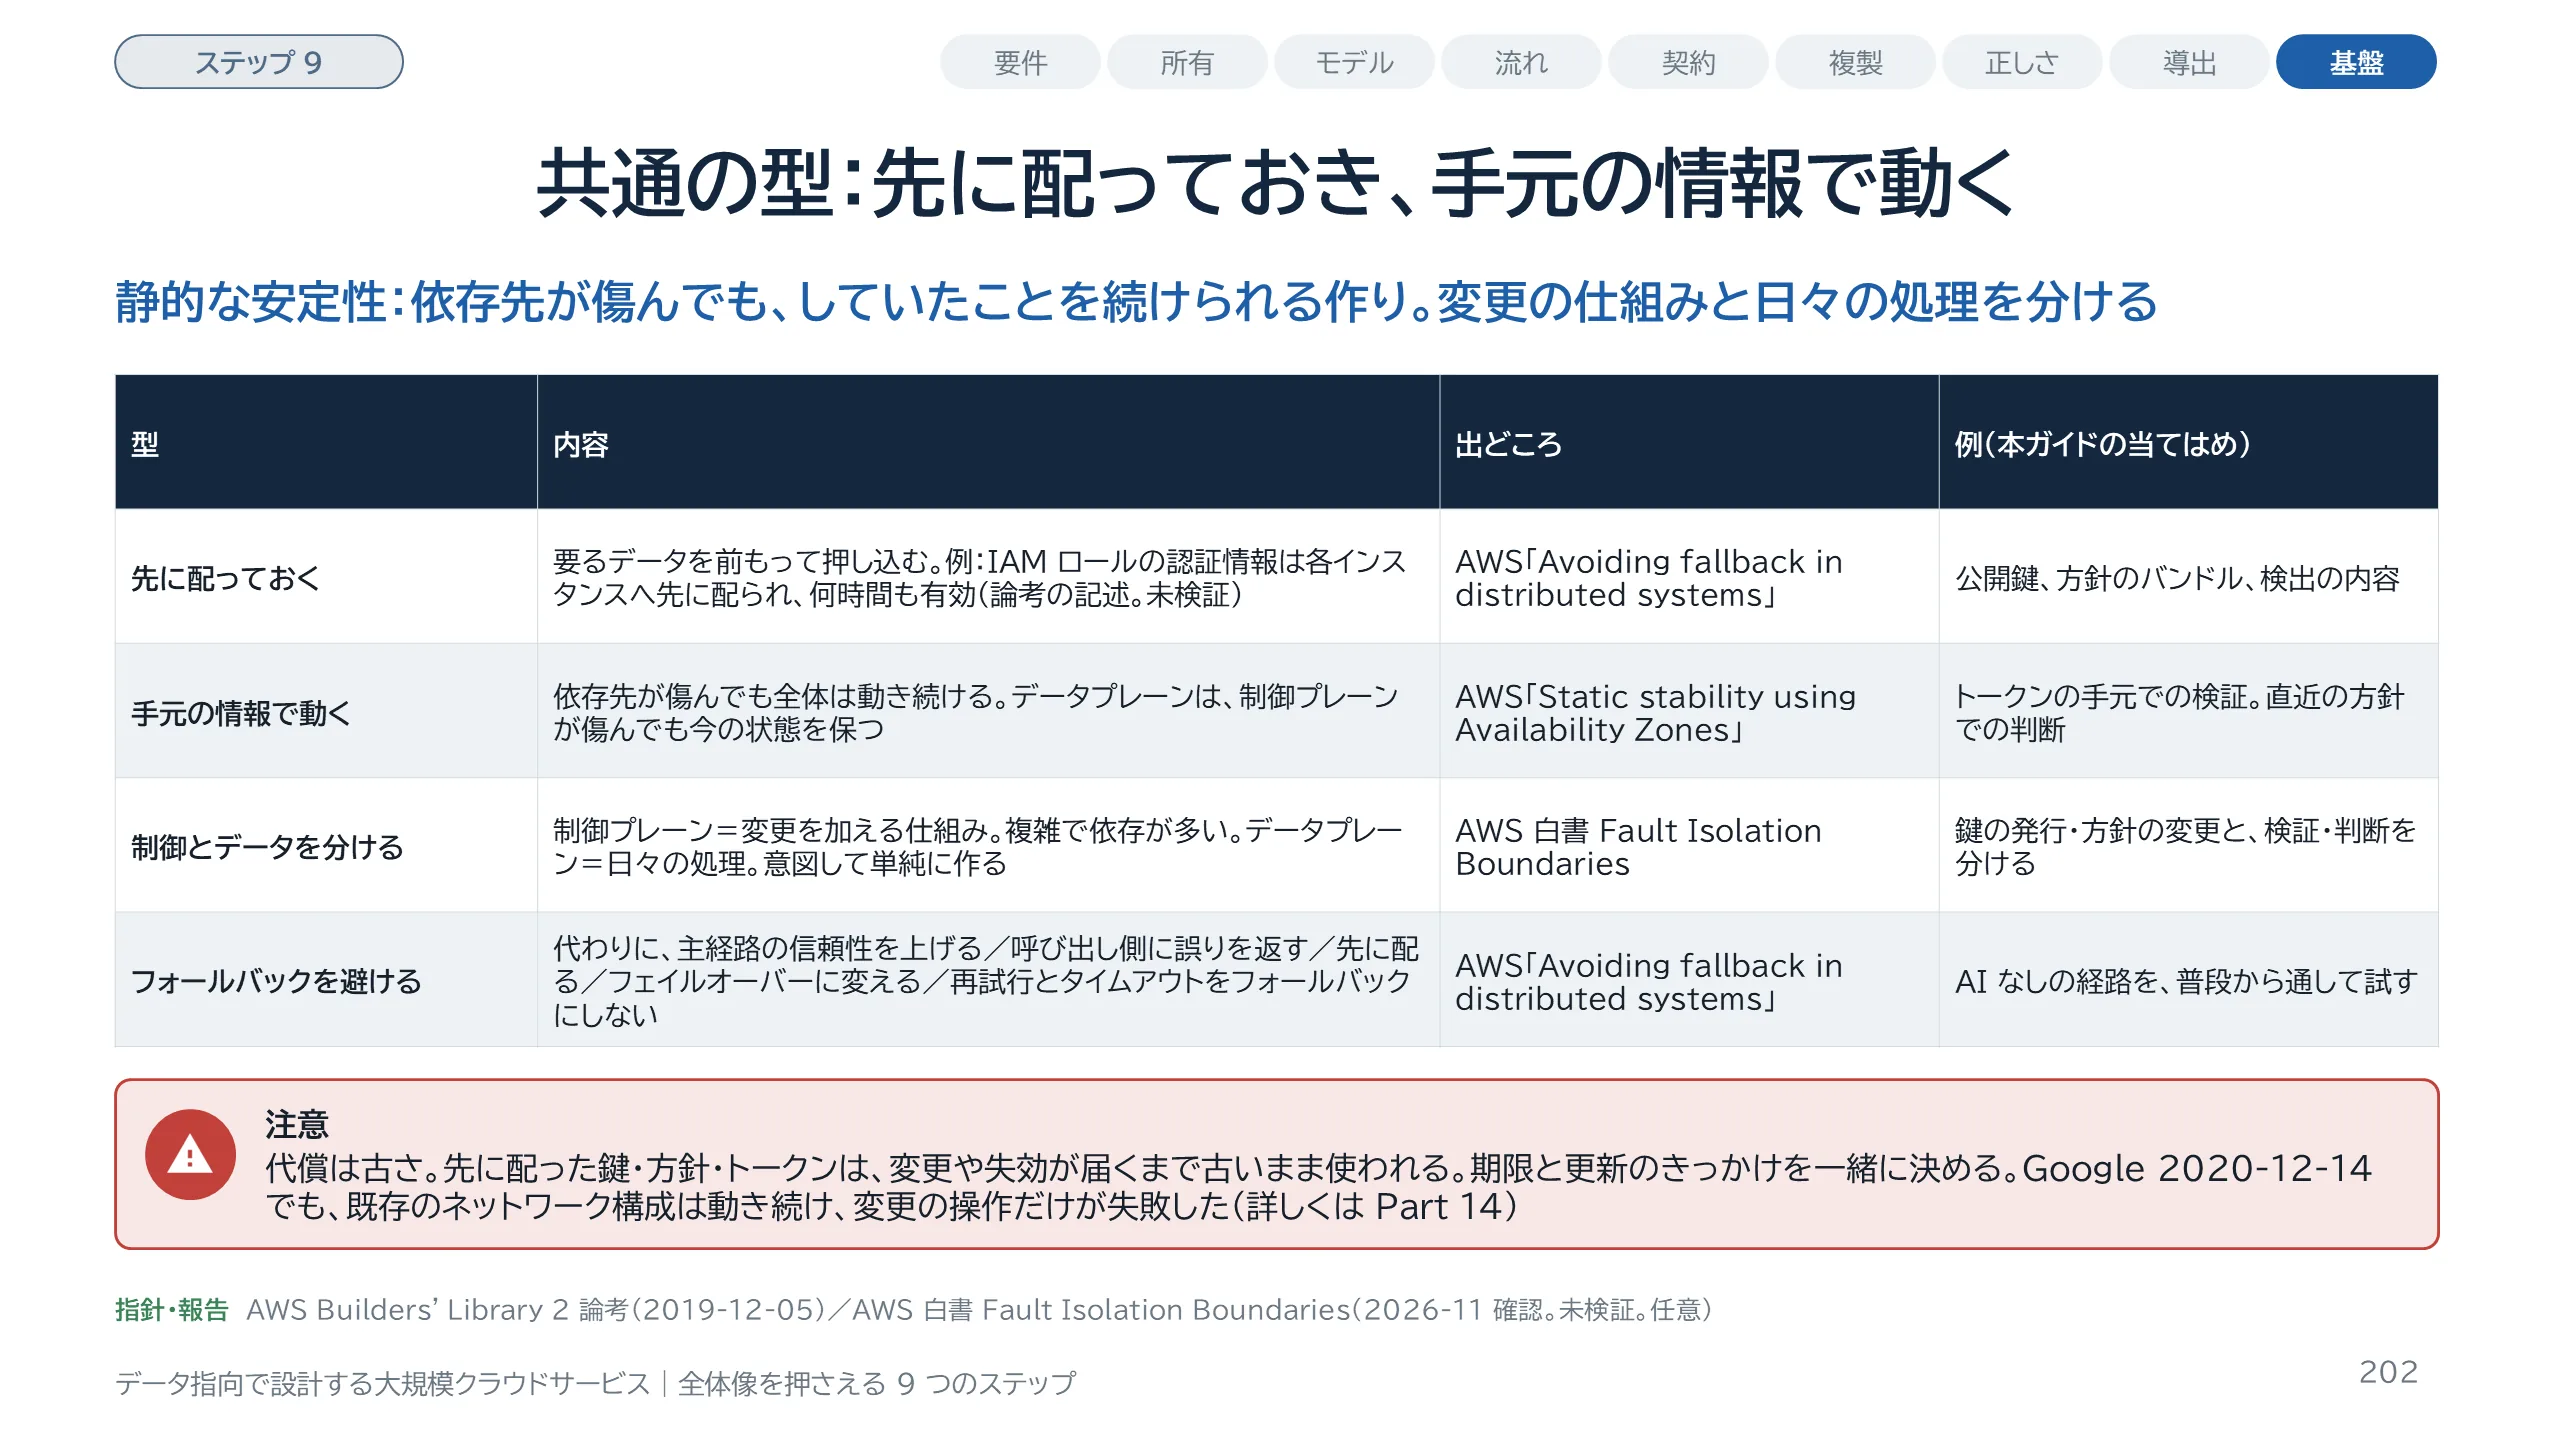 ステップ 9
要件
所有
モデル
流れ
契約
複製
正しさ
導出
基盤
共通の型：先に配っておき、手元の情報で動く
静的な安定性：依存先が傷んでも、していたことを続けられる作り。変更の仕組みと日々の処理を分ける
型
内容
出どころ
例（本ガイドの当てはめ）
先に配っておく
要るデータを前もって押し込む。例：IAM ロールの認証情報は各インス
タンスへ先に配られ、何時間も有効（論考の記述。未検証）
AWS「Avoiding fallback in
distributed systems」
公開鍵、方針のバンドル、検出の内容
手元の情報で動く
依存先が傷んでも全体は動き続ける。データプレーンは、制御プレーン
が傷んでも今の状態を保つ
AWS「Static stability using
Availability Zones」
トークンの手元での検証。直近の方針
での判断
制御とデータを分ける
制御プレーン＝変更を加える仕組み。複雑で依存が多い。データプレー
ン＝日々の処理。意図して単純に作る
AWS 白書 Fault Isolation
Boundaries
鍵の発行・方針の変更と、検証・判断を
分ける
フォールバックを避ける
代わりに、主経路の信頼性を上げる／呼び出し側に誤りを返す／先に配
る／フェイルオーバーに変える／再試行とタイムアウトをフォールバック
にしない
AWS「Avoiding fallback in
distributed systems」
AI なしの経路を、普段から通して試す
注意
代償は古さ。先に配った鍵・方針・トークンは、変更や失効が届くまで古いまま使われる。期限と更新のきっかけを一緒に決める。Google 2020-12-14
でも、既存のネットワーク構成は動き続け、変更の操作だけが失敗した（詳しくは Part 14）
指針・報告 AWS Builders’ Library 2 論考（2019-12-05）／AWS 白書 Fault Isolation Boundaries（2026-11 確認。未検証。任意）
データ指向で設計する大規模クラウドサービス｜全体像を押さえる 9 つのステップ
202